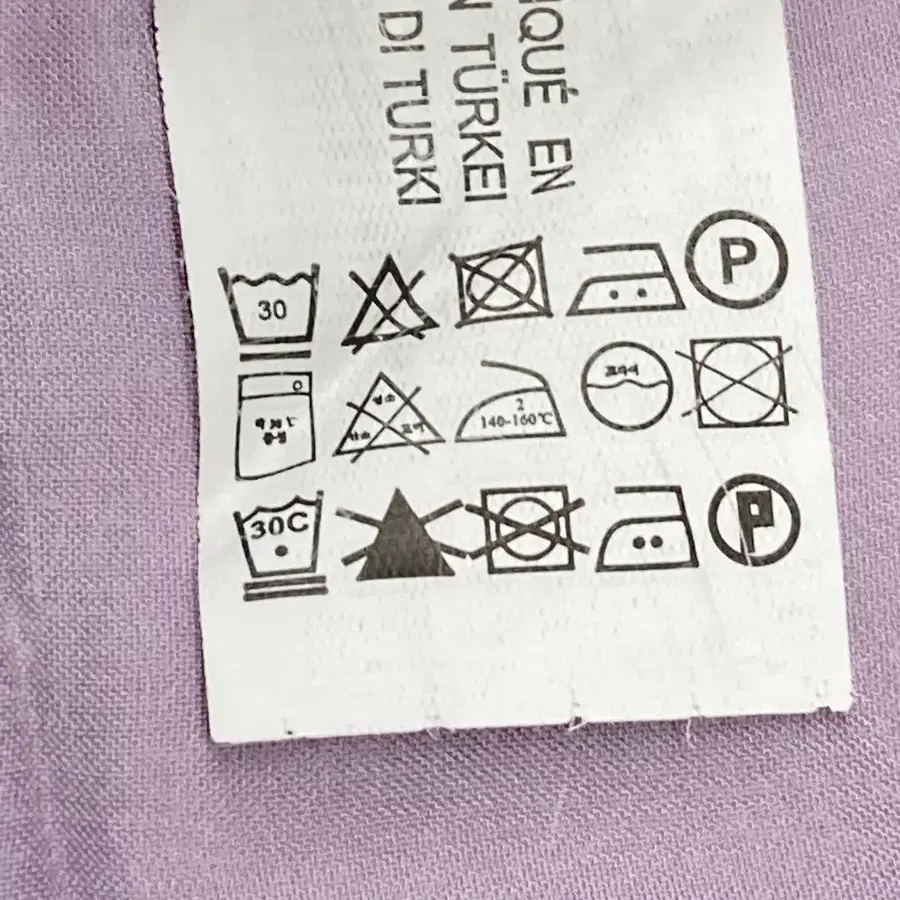 IQUÉ EN
N TÜRKEI
DI TURKI
30
P
2
140-160℃
30C
P